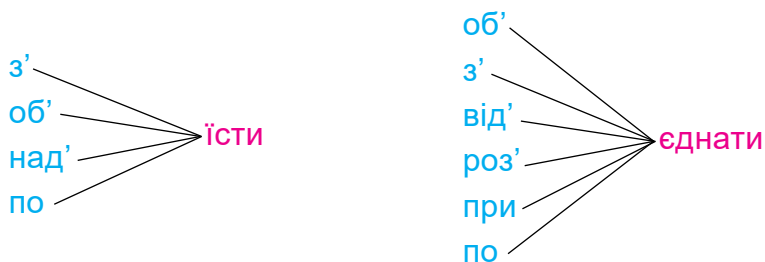 з’
об’
над’
по
їсти
об’
з’
від’
роз’
при
по
єднати